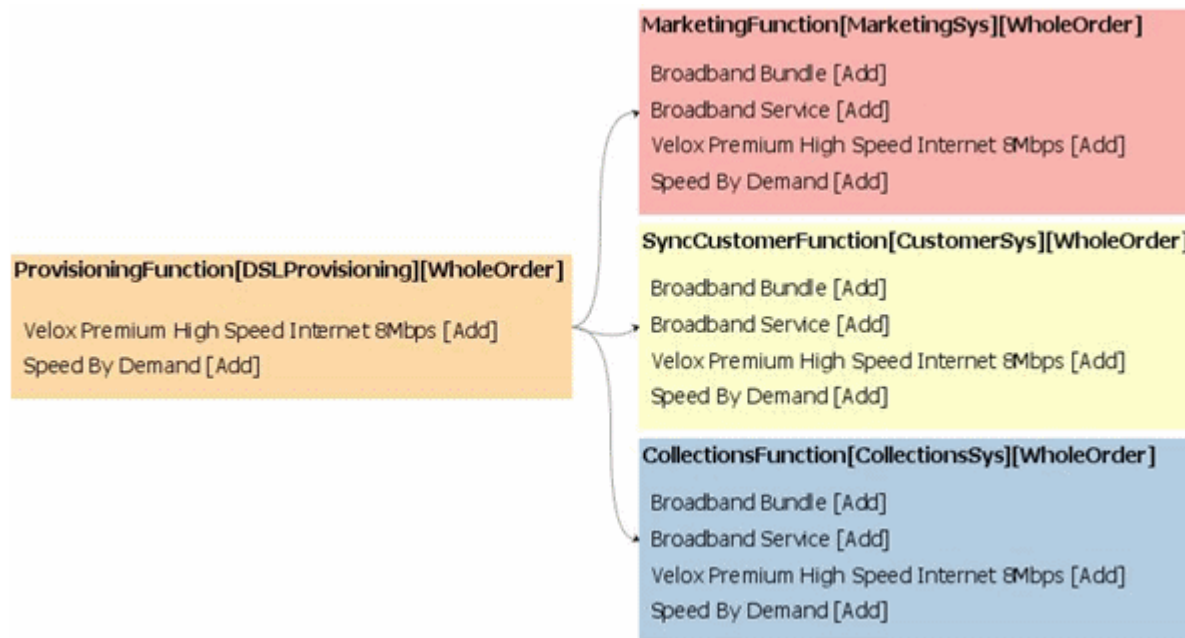 MarketingFunction[MarketingSys][WholeOrder]
Broadband Bundle [Add]
Broadband Service [Add]
Velox Premium High Speed Internet 8Mbps [Add]
Speed By Demand [Add]
ProvisioningFunction[DSLProvisioning][WholeOrder]
Velox Premium High Speed Internet 8Mbps [Add]
Speed By Demand [Add]
SyncCustomerFunction[CustomerSys][WholeOrder]
Broadband Bundle [Add]
Broadband Service [Add]
Velox Premium High Speed Internet 8Mbps [Add]
Speed By Demand [Add]
CollectionsFunction[CollectionsSys][WholeOrder]
Broadband Bundle [Add]
Broadband Service [Add]
Velox Premium High Speed Internet 8Mbps [Add]
Speed By Demand [Add]